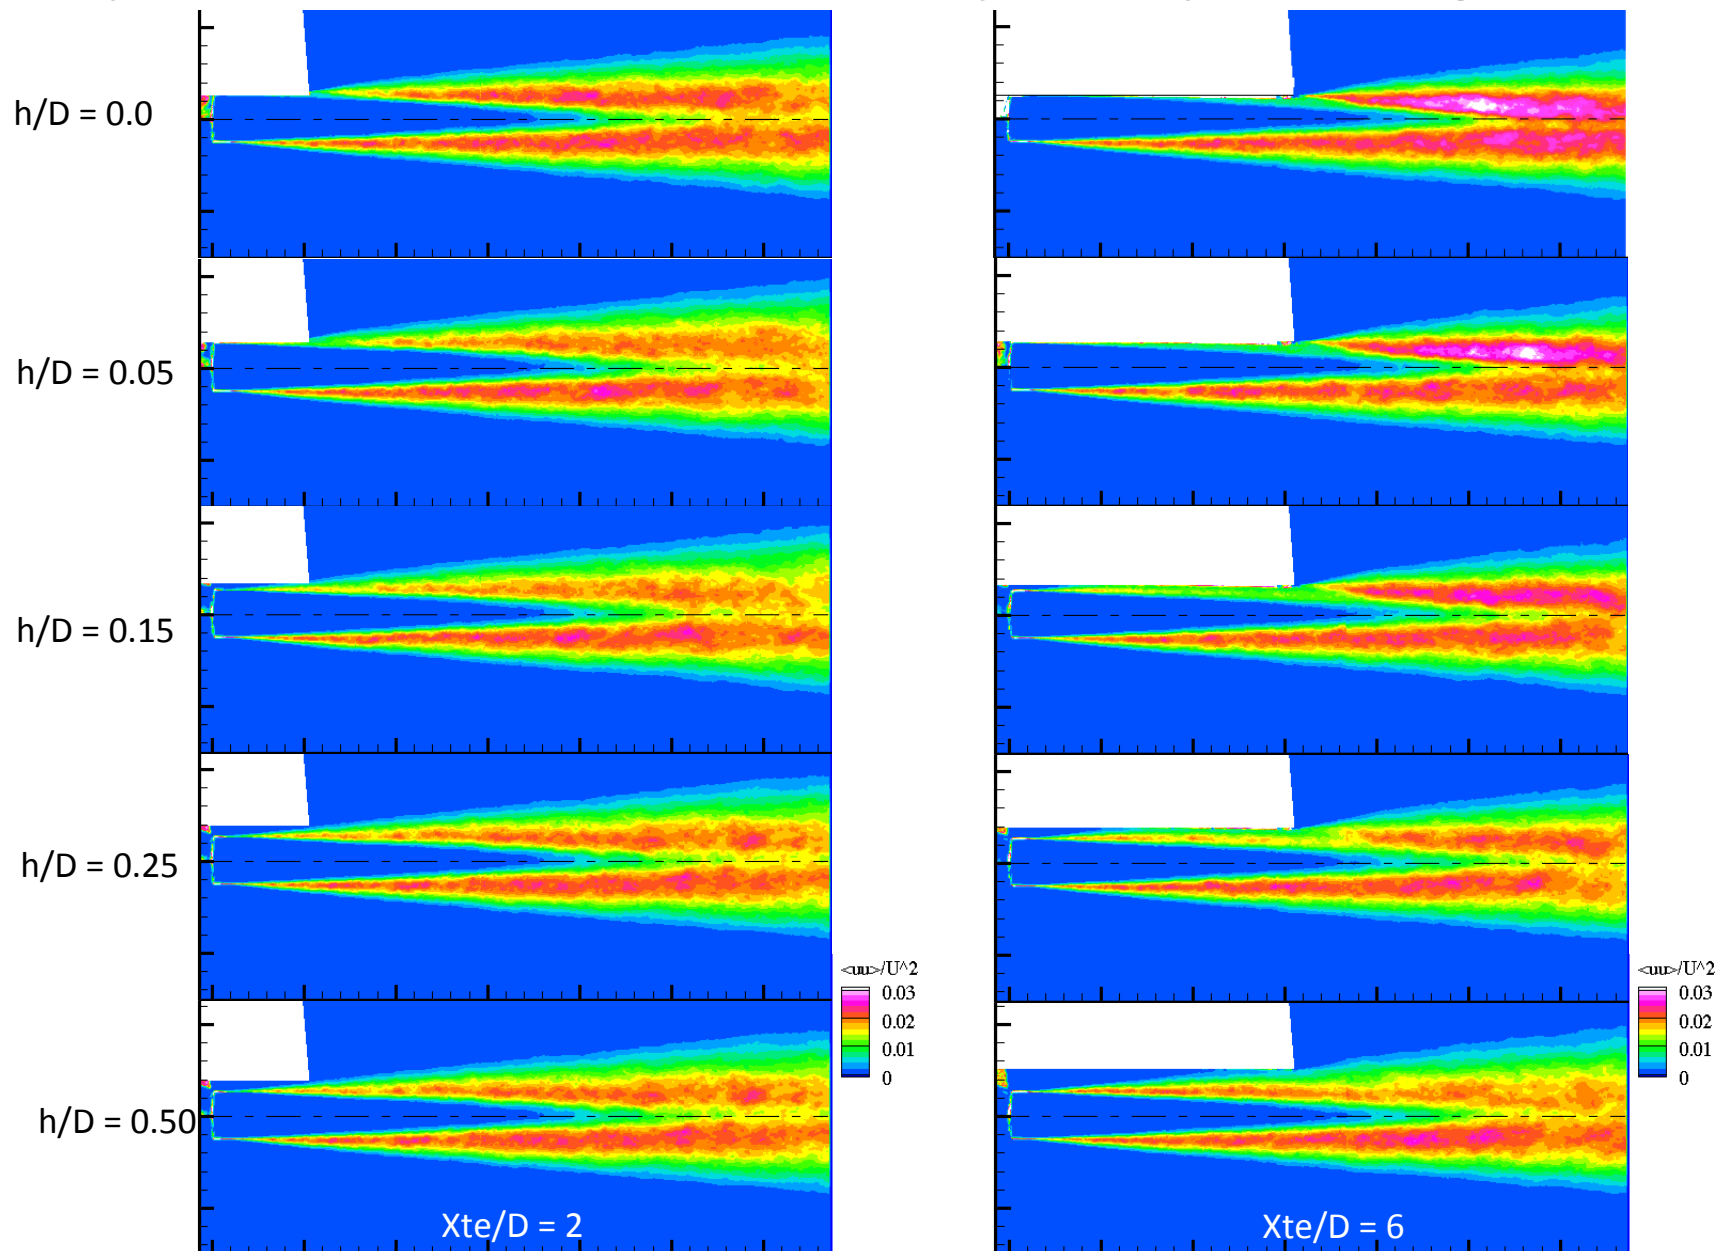 h/D = 0.0
h/D = 0.05
h/D = 0.15
h/D = 0.25
<uu>/U^2
0.03
0.02
0.01
0
<uu>/U^2
0.03
0.02
0.01
0
h/D = 0.50
Xte/D = 2
Xte/D = 6